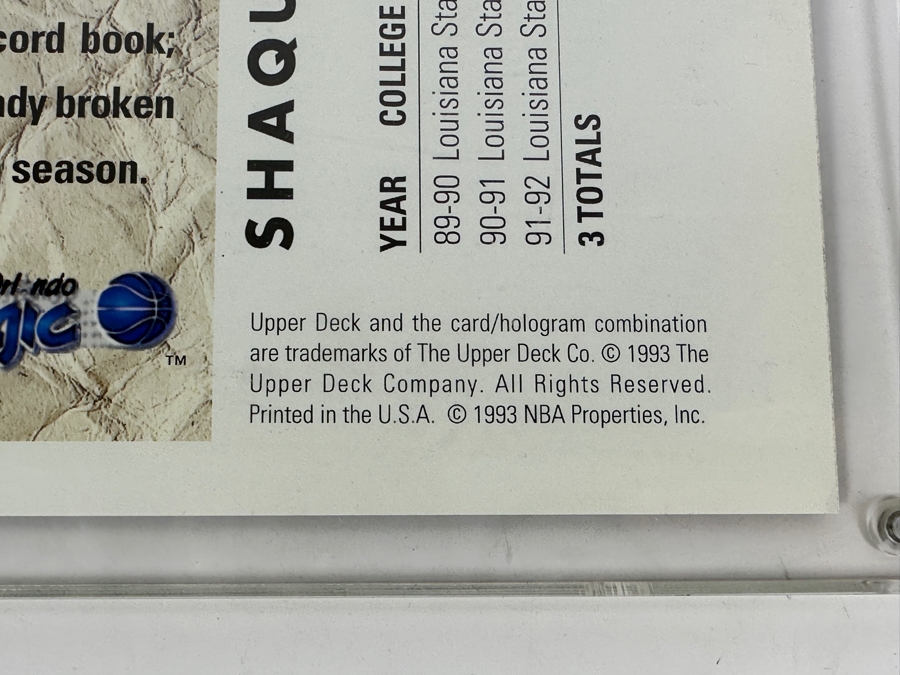 cord book;
broken
season.
Orlando
TM
SHAQU
YEAR COLLEGE
89-90 Louisiana Sta
90-91 Louisiana Sta
91-92 Louisiana Sta
3 TOTALS
Upper Deck and the card/hologram combination
are trademarks of The Upper Deck Co. © 1993 The
Upper Deck Company. All Rights Reserved.
Printed in the U.S.A. © 1993 NBA Properties, Inc.